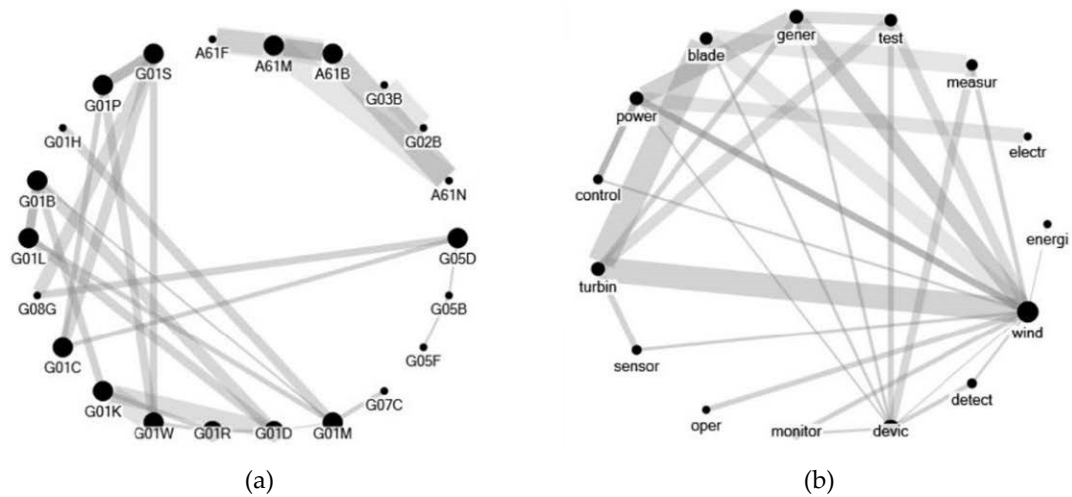 A61F
A61M
A61B
G03B
G02B
A61N
G05D
G05B
G05F
G07C
G01M
G01D
G01R
G01W
G01K
G01C
G08G
G01L
G01B
G01H
G01P
G01S
(a)
gener
test
measur
electr
energi
wind
detect
devic
monitor
oper
sensor
turbin
control
power
blade
(b)